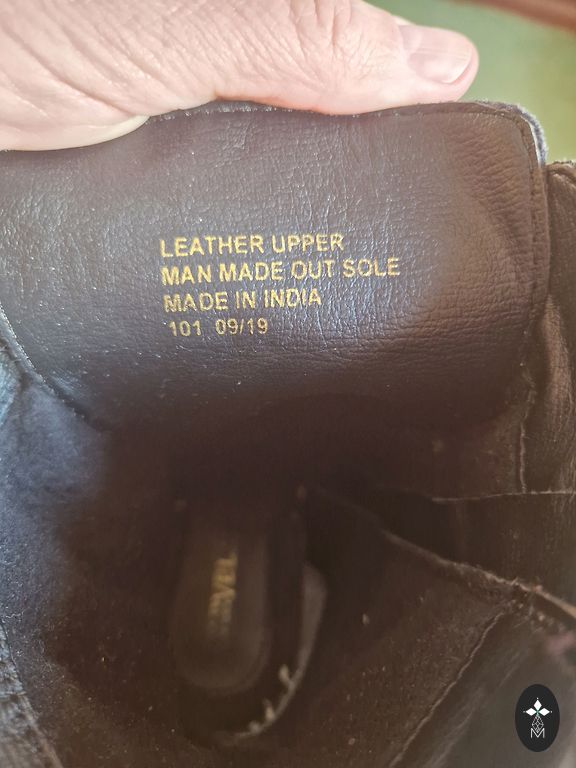 LEATHER UPPER
MAN MADE OUT SOLE
MADE IN INDIA
101 09/19